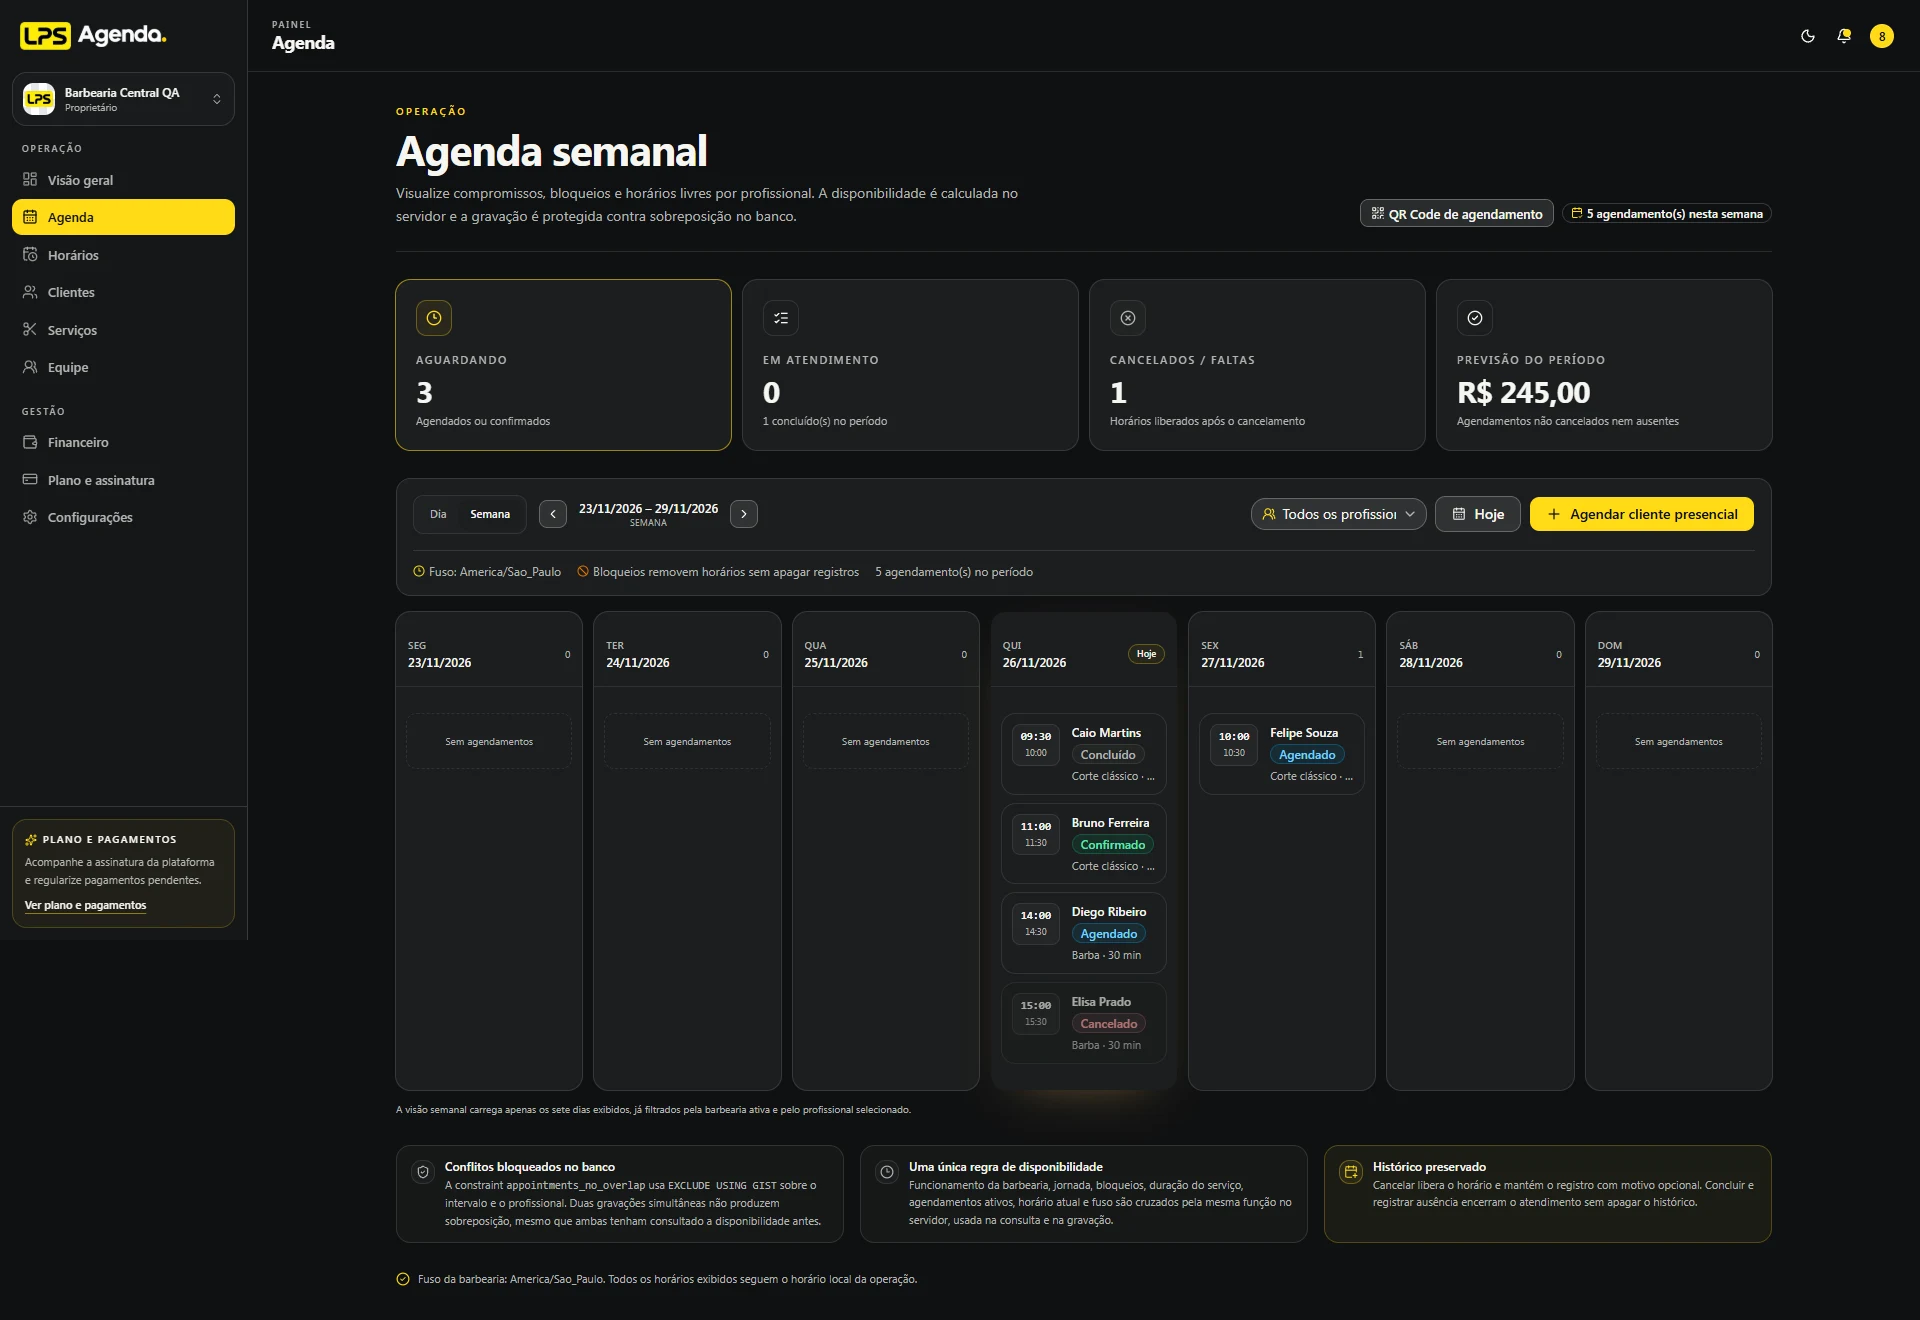 LPS Agenda.
LPS
Barbearia Central QA
Proprietário
OPERAÇÃO
Visão geral
Agenda
Horários
Clientes
Serviços
Equipe
GESTÃO
Financeiro
Plano e assinatura
Configurações
PLANO E PAGAMENTOS
Acompanhe a assinatura da plataforma
e regularize pagamentos pendentes.
Ver plano e pagamentos
PAINEL
Agenda
8
OPERAÇÃO
Agenda semanal
Visualize compromissos, bloqueios e horários livres por profissional. A disponibilidade é calculada no
servidor e a gravação é protegida contra sobreposição no banco.
QR Code de agendamento
5 agendamento(s) nesta semana
AGUARDANDO
3
Agendados ou confirmados
EM ATENDIMENTO
0
1 concluído(s) no período
CANCELADOS / FALTAS
1
Horários liberados após o cancelamento
PREVISÃO DO PERÍODO
R$ 245,00
Agendamentos não cancelados nem ausentes
Dia
Semana
23/11/2026 – 29/11/2026
SEMANA
Todos os profission
Hoje
Agendar cliente presencial
Fuso: America/Sao_Paulo
Bloqueios removem horários sem apagar registros
5 agendamento(s) no período
SEG
23/11/2026
0
Sem agendamentos
TER
24/11/2026
0
Sem agendamentos
QUA
25/11/2026
0
Sem agendamentos
QUI
26/11/2026
Hoje
09:30
10:00
Caio Martins
Concluído
Corte clássico · ...
11:00
11:30
Bruno Ferreira
Confirmado
Corte clássico · ...
14:00
14:30
Diego Ribeiro
Agendado
Barba · 30 min
15:00
15:30
Elisa Prado
Cancelado
Barba · 30 min
SEX
27/11/2026
1
10:00
10:30
Felipe Souza
Agendado
Corte clássico · ...
SÁB
28/11/2026
0
Sem agendamentos
DOM
29/11/2026
0
Sem agendamentos
A visão semanal carrega apenas os sete dias exibidos, já filtrados pela barbearia ativa e pelo profissional selecionado.
Conflitos bloqueados no banco
A constraint appointments_no_overlap usa EXCLUDE USING GIST sobre o
intervalo e o profissional. Duas gravações simultâneas não produzem
sobreposição, mesmo que ambas tenham consultado a disponibilidade antes.
Uma única regra de disponibilidade
Funcionamento da barbearia, jornada, bloqueios, duração do serviço,
agendamentos ativos, horário atual e fuso são cruzados pela mesma função no
servidor, usada na consulta e na gravação.
Histórico preservado
Cancelar libera o horário e mantém o registro com motivo opcional. Concluir e
registrar ausência encerram o atendimento sem apagar o histórico.
Fuso da barbearia: America/Sao_Paulo. Todos os horários exibidos seguem o horário local da operação.